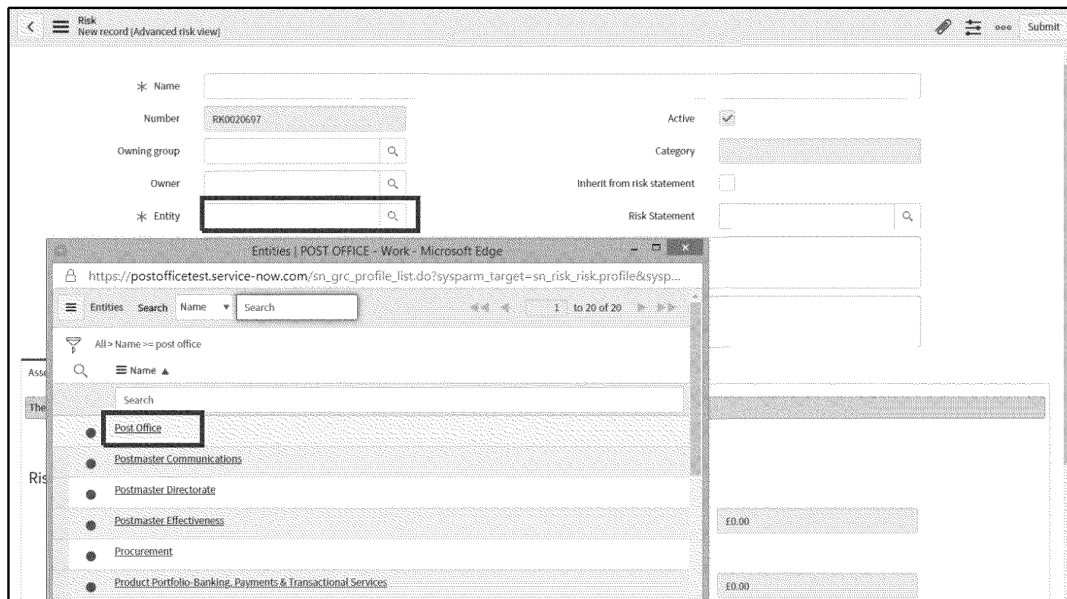 Risk
New record [Advanced risk view]
Submit
Name
Number RK0020697 Active
Owning group Category
Owner Inherit from risk statement
Entity Risk Statement
Entities | POST OFFICE - Work - Microsoft Edge
https://postofficetest.service-now.com/sn_grc_profile_list.do?sysparm_target=sn_risk_risk.profile&sysp...
Entities Search Name Search 1 to 20 of 20
All > Name >= post office
Asse
Name
Search
The
Post Office
Postmaster Communications
Ris
Postmaster Directorate
Postmaster Effectiveness £0.00
Procurement
Product Portfolio-Banking, Payments & Transactional Services £0.00